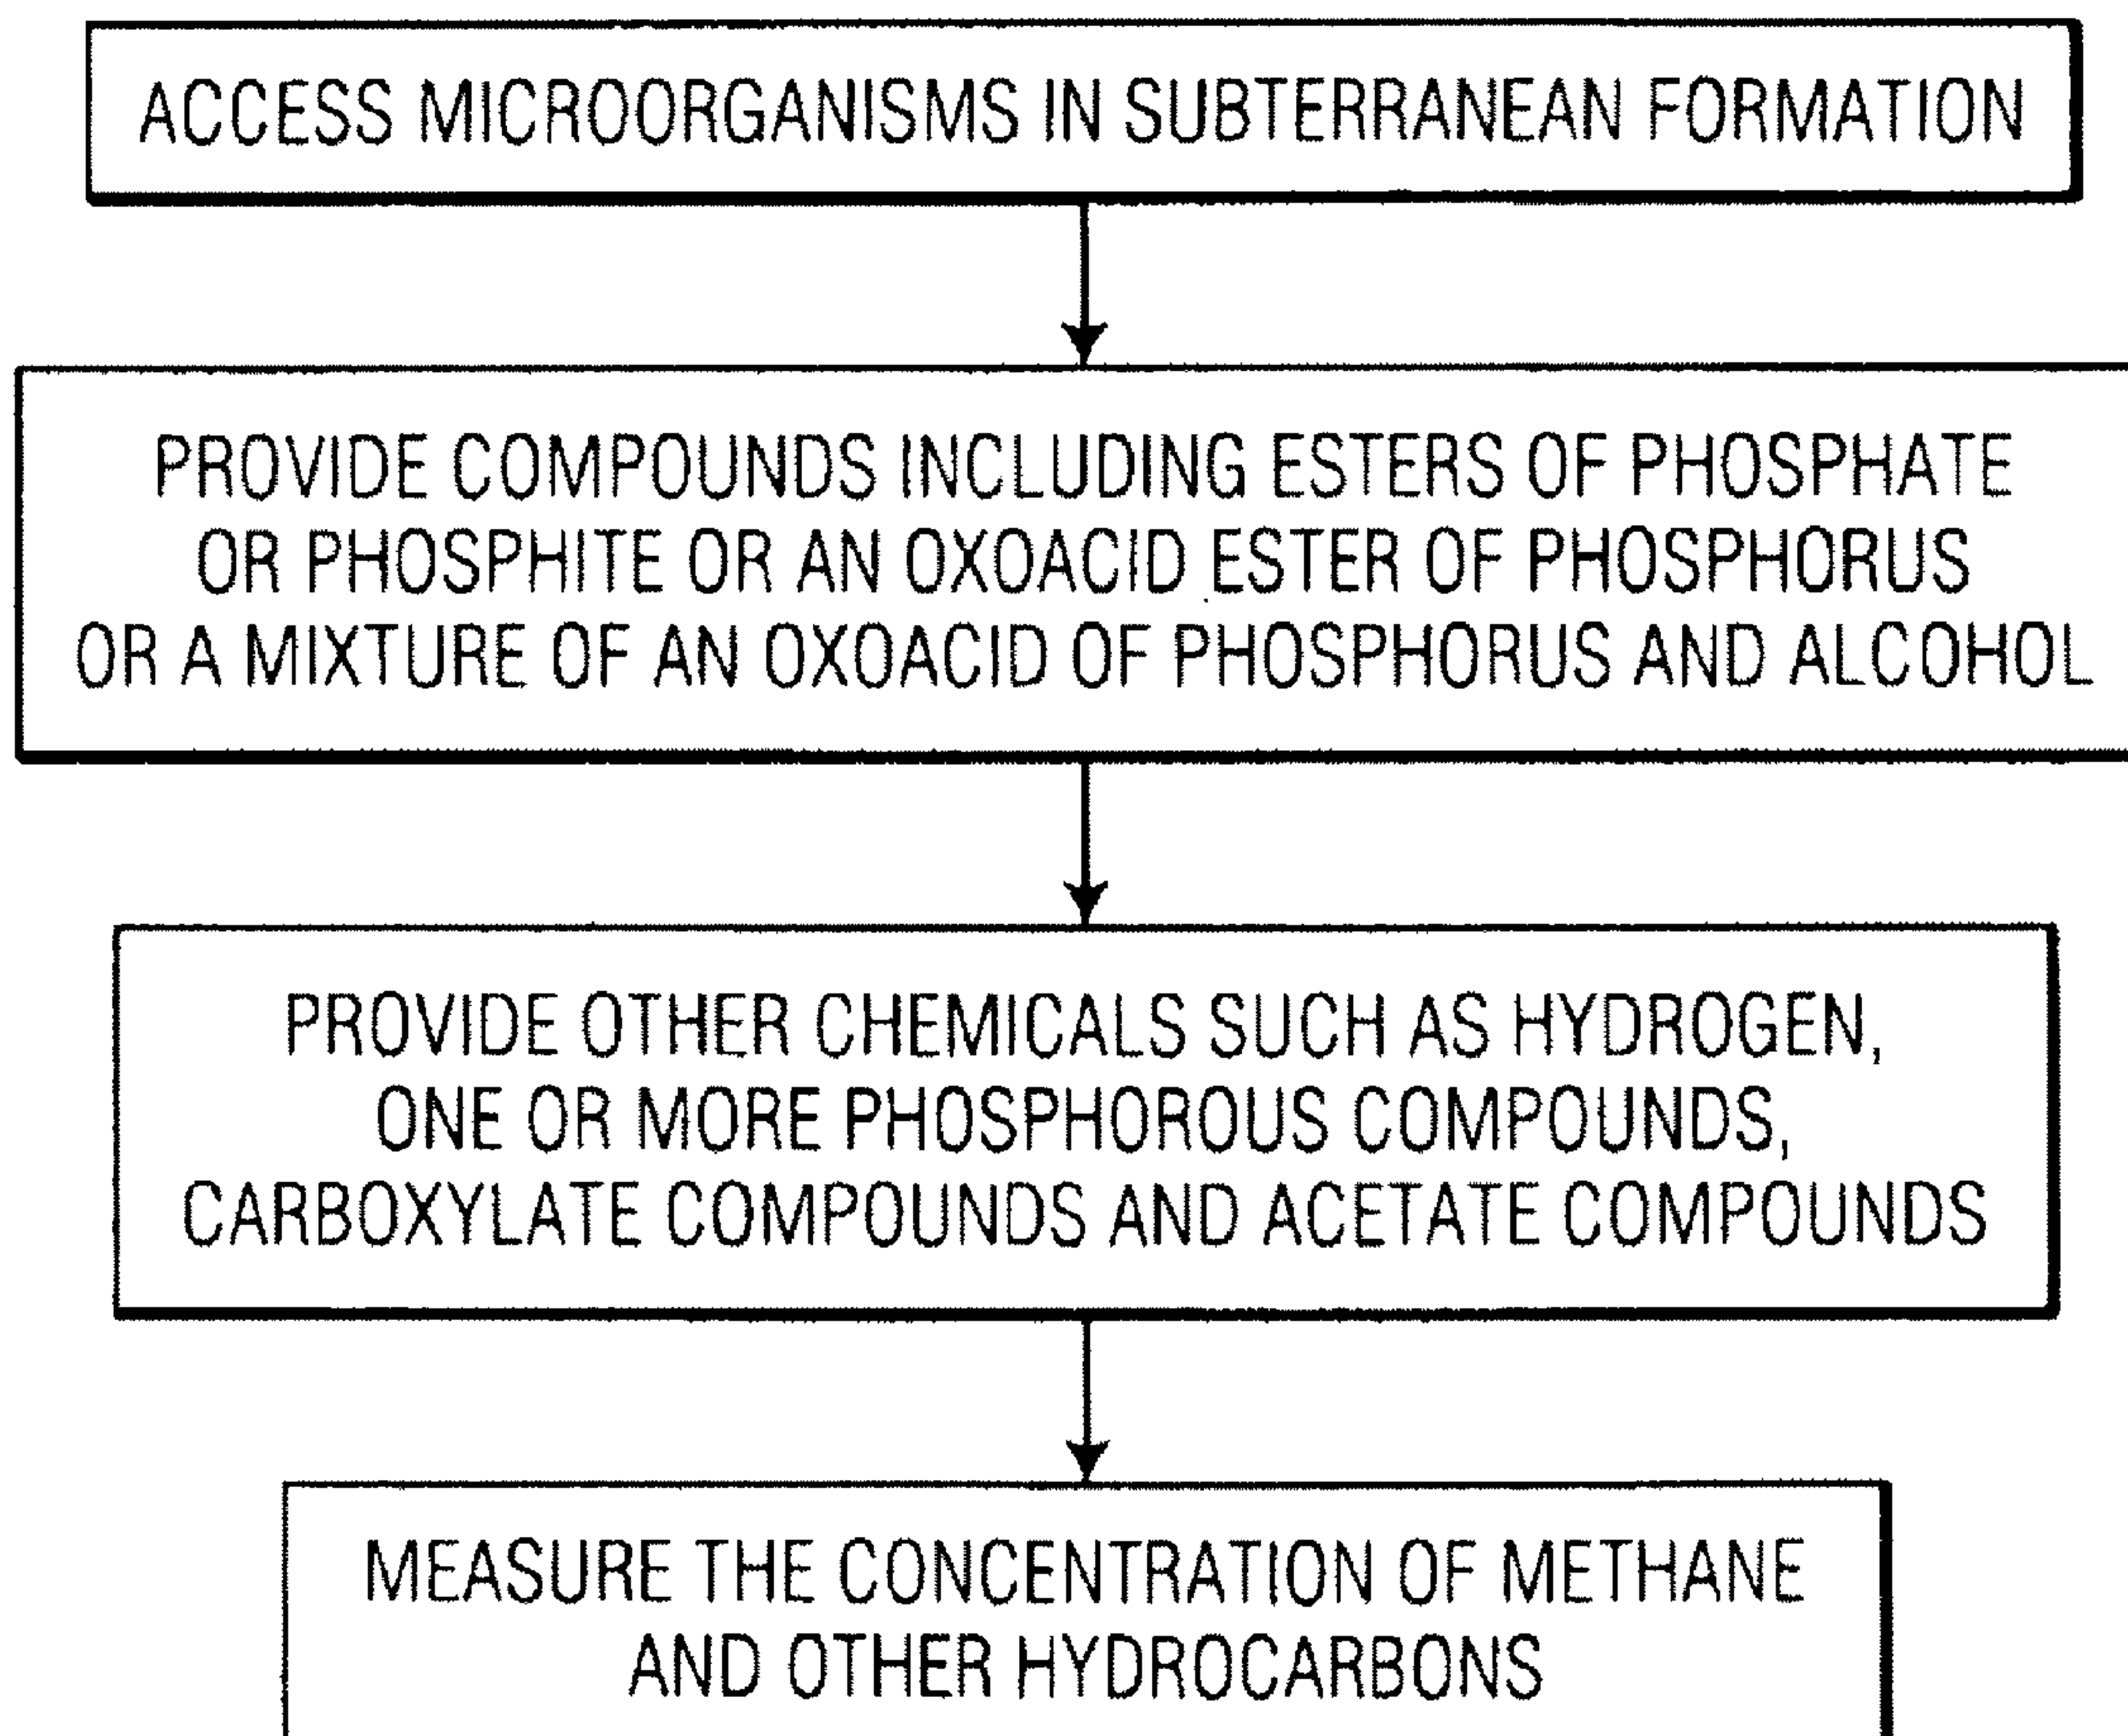 ACCESS MICROORGANISMS IN SUBTERRANEAN FORMATION
PROVIDE COMPOUNDS INCLUDING ESTERS OF PHOSPHATE
OR PHOSPHITE OR AN OXOACID ESTER OF PHOSPHORUS
OR A MIXTURE OF AN OXOACID OF PHOSPHORUS AND ALCOHOL
PROVIDE OTHER CHEMICALS SUCH AS HYDROGEN,
ONE OR MORE PHOSPHOROUS COMPOUNDS,
CARBOXYLATE COMPOUNDS AND ACETATE COMPOUNDS
MEASURE THE CONCENTRATION OF METHANE
AND OTHER HYDROCARBONS